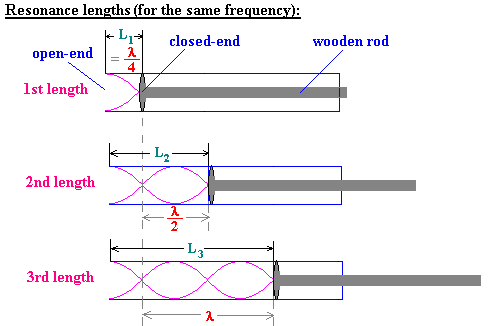 Resonance lengths (for the same frequency):
L1
open-end
closed-end
wooden rod
= λ/4
1st length
L2
2nd length
λ/2
L3
3rd length
λ